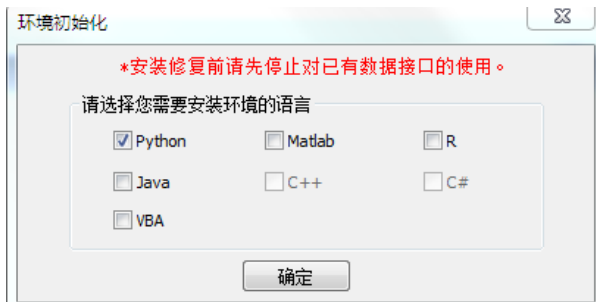 环境初始化
*安装修复前请先停止对已有数据接口的使用。
请选择您需要安装环境的语言
Python Matlab R
Java C++ C#
VBA
确定